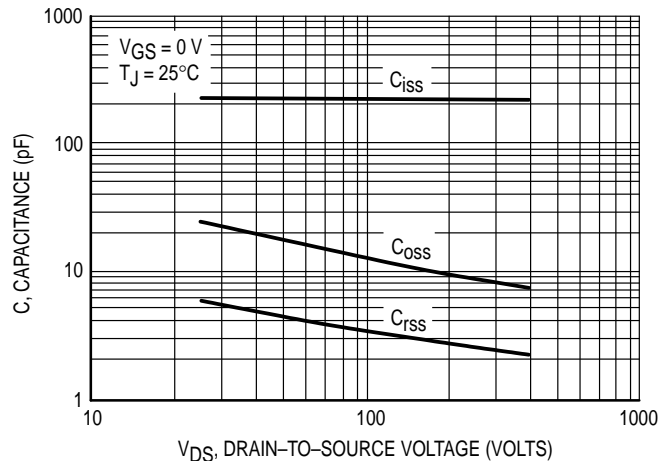 1000
VGS = 0 V
TJ = 25°C
Ciss
100
Coss
10
Crss
1
10
100
1000
C, CAPACITANCE (pF)
VDS, DRAIN–TO–SOURCE VOLTAGE (VOLTS)